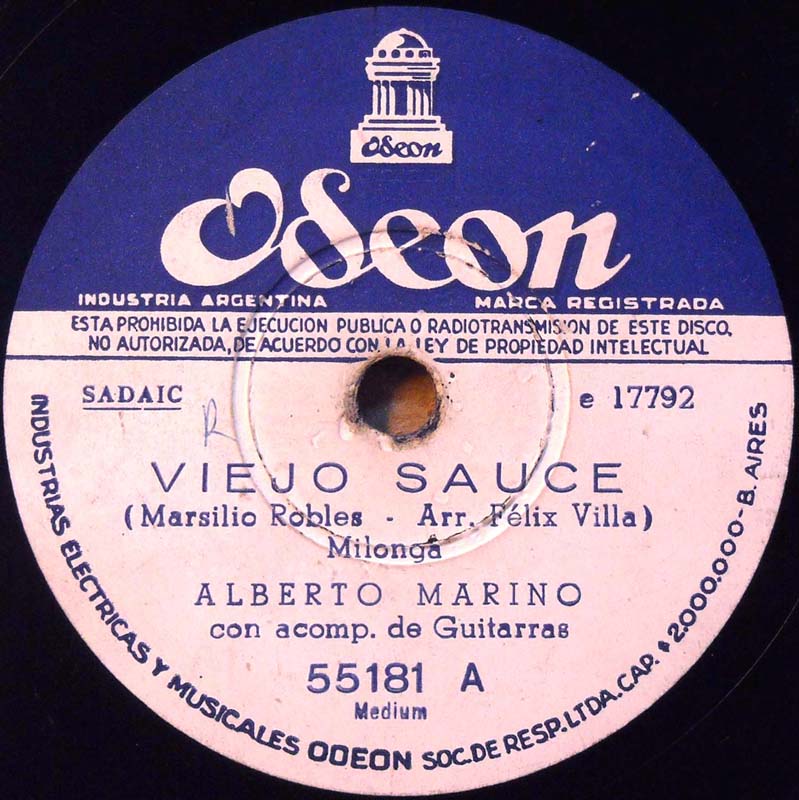 Odeon
Odeon
INDUSTRIA ARGENTINA MARCA REGISTRADA
ESTA PROHIBIDA LA EJECUCION PUBLICA O RADIOTRANSMISION DE ESTE DISCO,
NO AUTORIZADA, DE ACUERDO CON LA LEY DE PROPIEDAD INTELECTUAL
SADAIC e 17792
R
VIEJO SAUCE
(Marsilio Robles - Arr. Félix Villa)
Milonga
ALBERTO MARINO
con acomp. de Guitarras
55181 A
Medium
INDUSTRIAS ELECTRICAS Y MUSICALES ODEON SOC. DE RESP. LTDA. CAP. $ 2.000.000 - B. AIRES